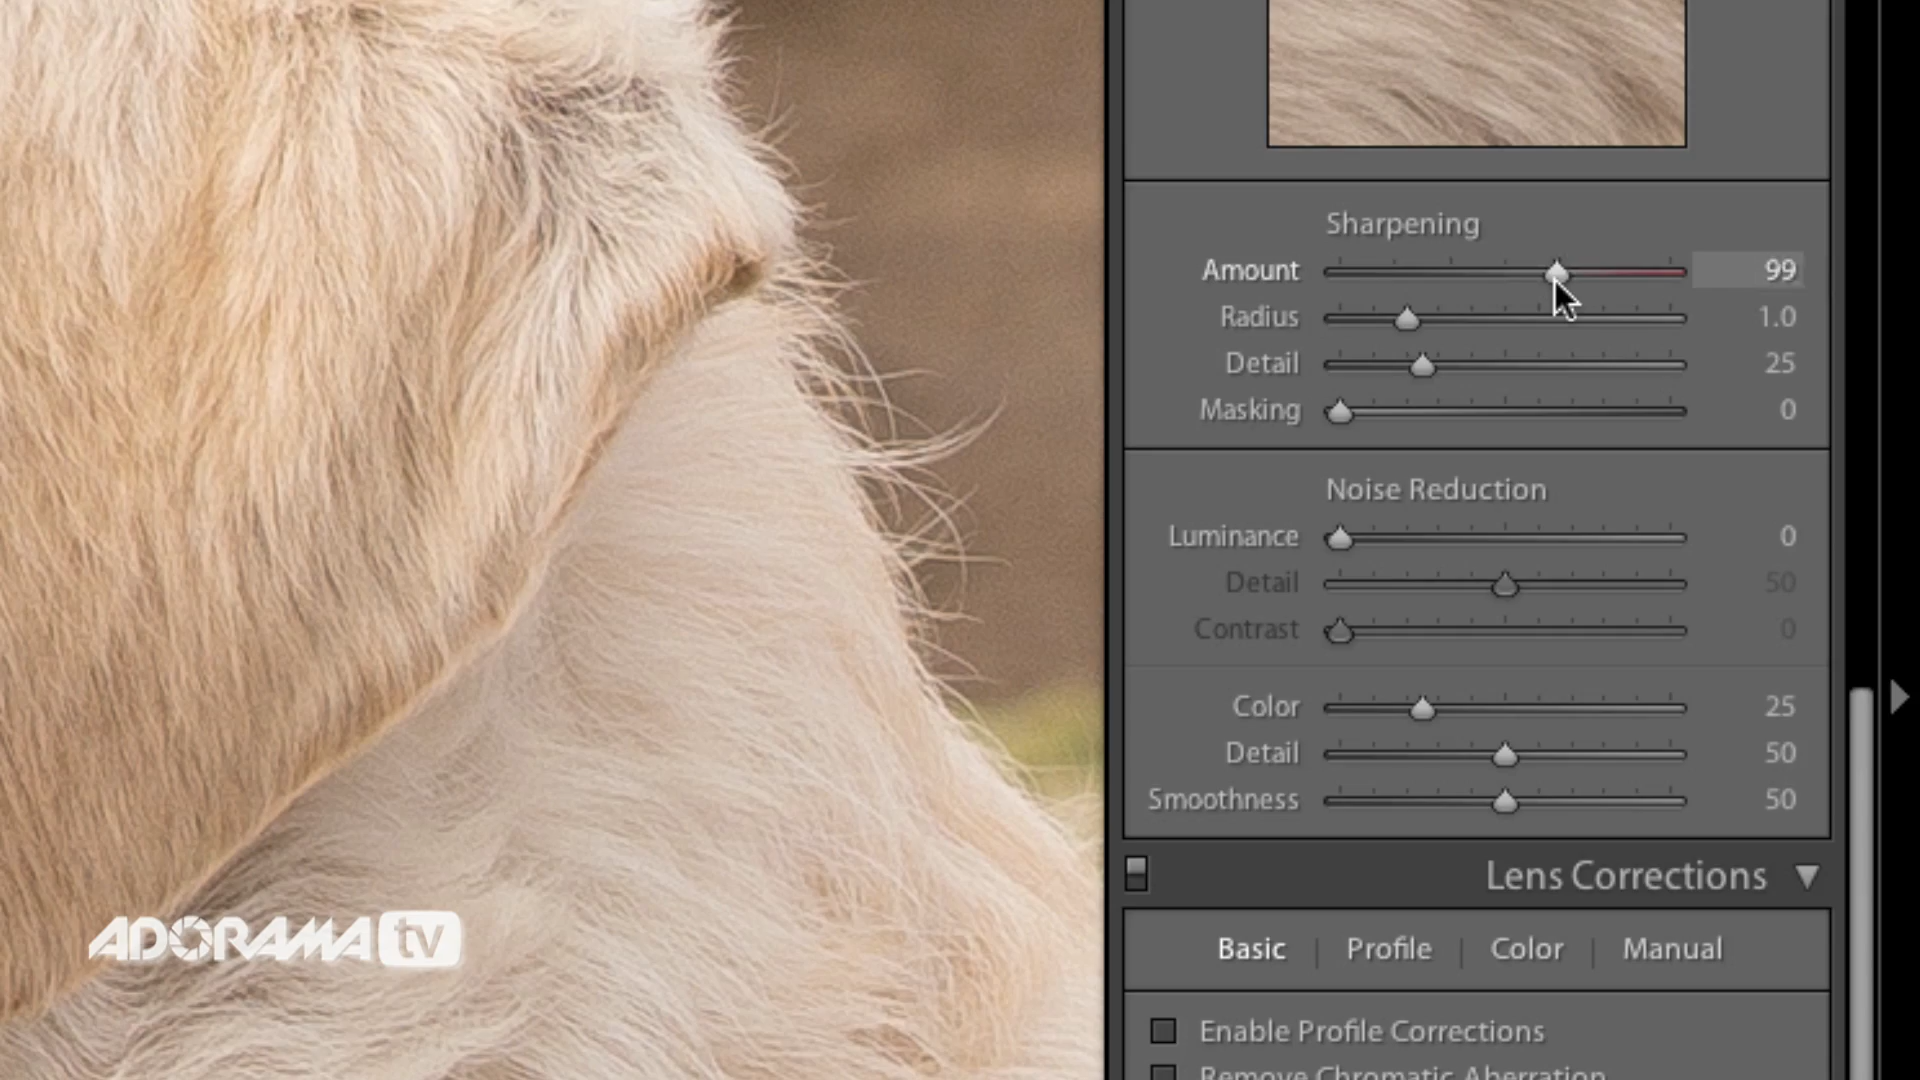 Sharpening
Amount 99
Radius 1.0
Detail 25
Masking 0
Noise Reduction
Luminance 0
Detail 50
Contrast 0
Color 25
Detail 50
Smoothness 50
Lens Corrections
Basic | Profile | Color | Manual
Enable Profile Corrections
Remove Chromatic Aberration
ADORAMA tv